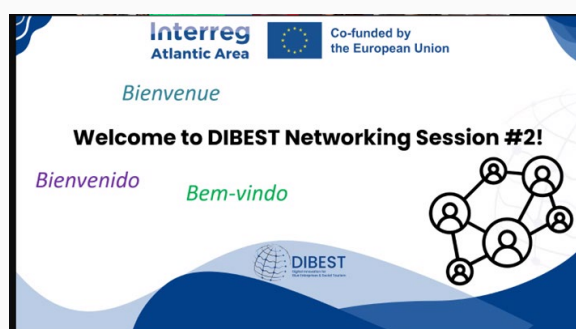 Interreg
Atlantic Area
Co-funded by
the European Union
Bienvenue
Welcome to DIBEST Networking Session #2!
Bienvenido
Bem-vindo
DIBEST